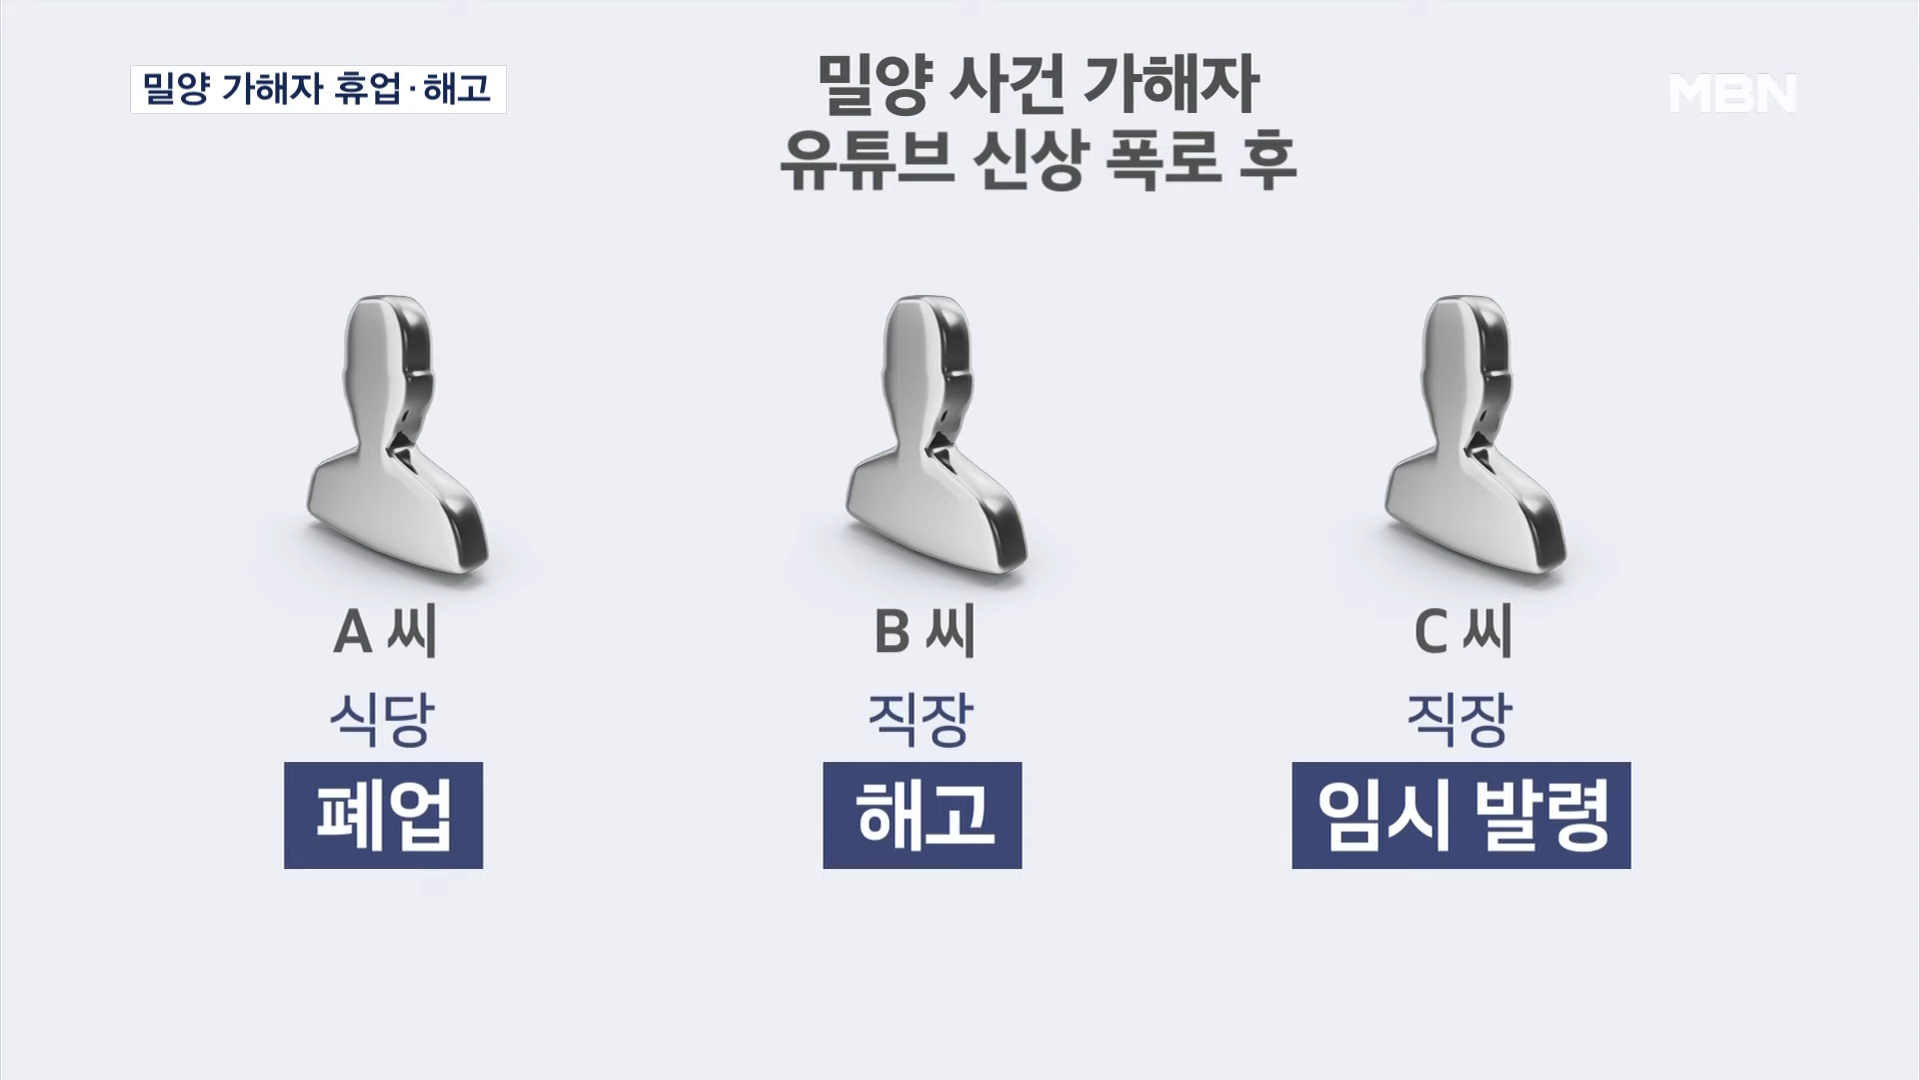 밀양 가해자 휴업·해고
MBN
밀양 사건 가해자
유튜브 신상 폭로 후
A 씨
식당
폐업
B 씨
직장
해고
C 씨
직장
임시 발령